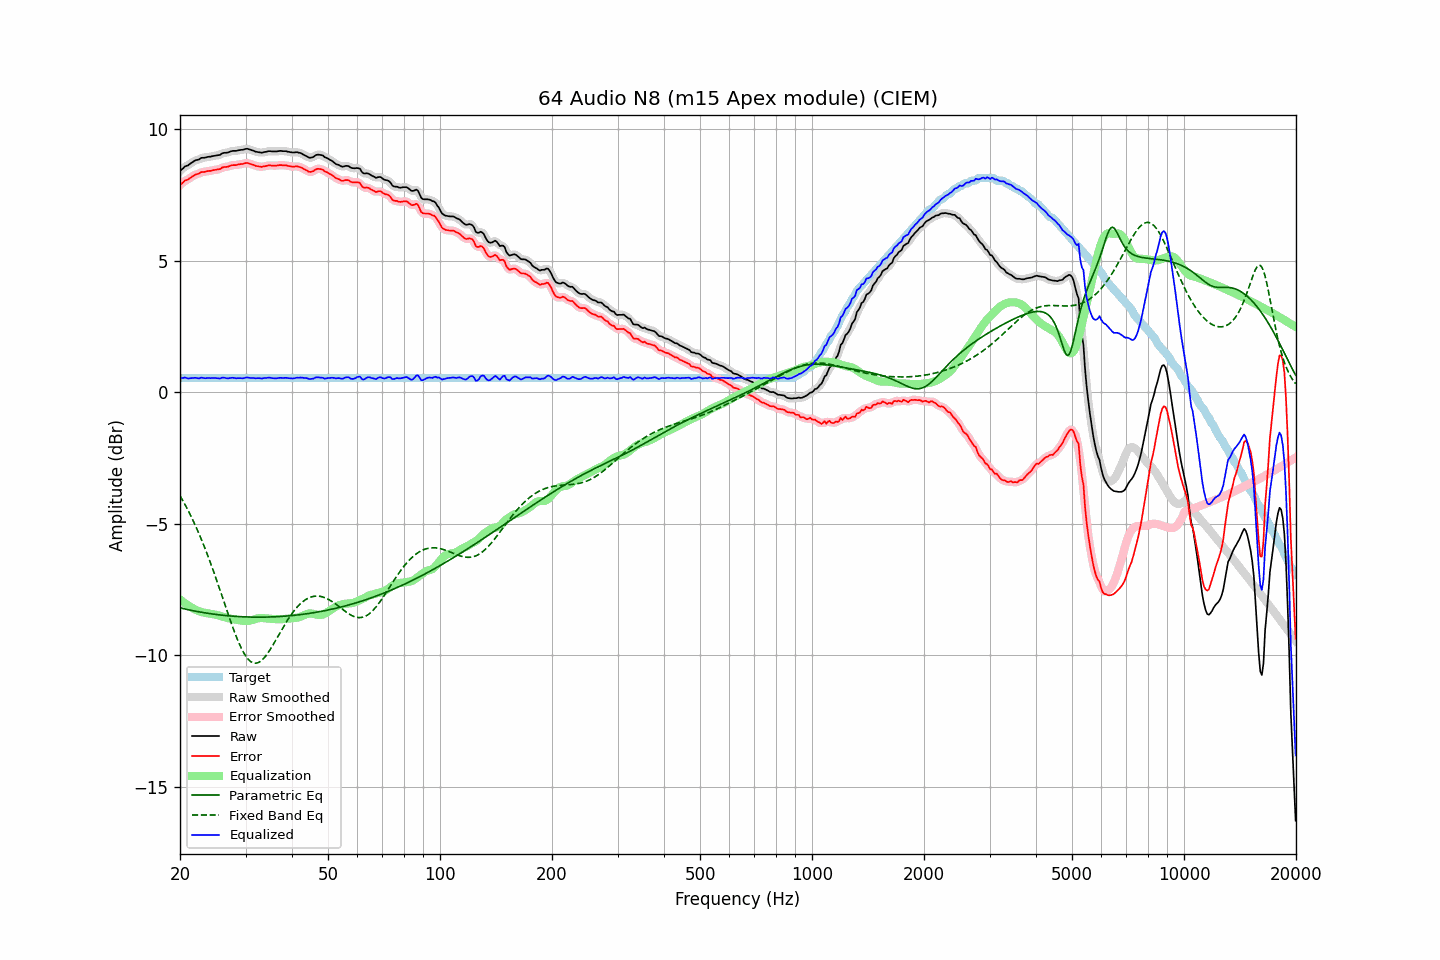 64 Audio N8 (m15 Apex module) (CIEM)
10
5
0
−5
−10
−15
Amplitude (dBr)
Target
Raw Smoothed
Error Smoothed
Raw
Error
Equalization
Parametric Eq
Fixed Band Eq
Equalized
20 50 100 200 500 1000 2000 5000 10000 20000
Frequency (Hz)